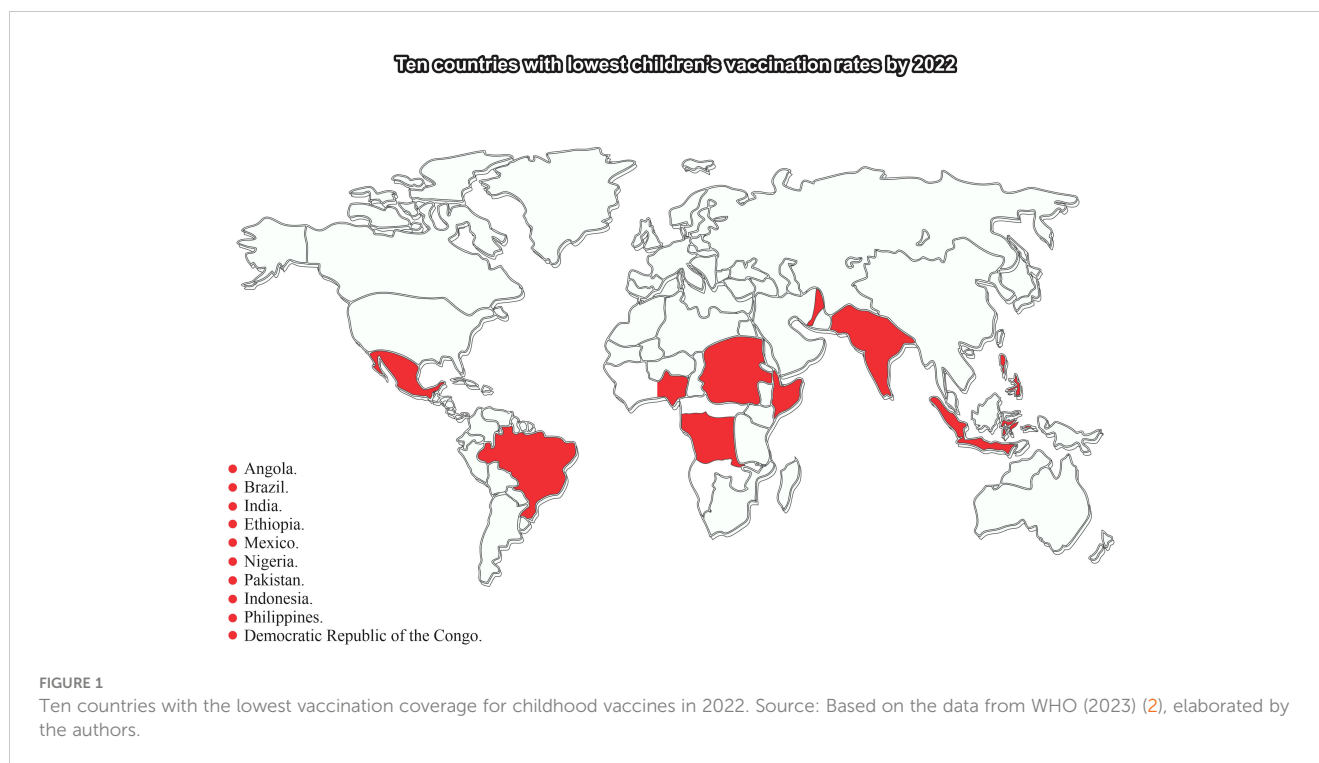 Ten countries with lowest children's vaccination rates by 2022
Angola.
Brazil.
India.
Ethiopia.
Mexico.
Nigeria.
Pakistan.
Indonesia.
Philippines.
Democratic Republic of the Congo.
FIGURE 1
Ten countries with the lowest vaccination coverage for childhood vaccines in 2022. Source: Based on the data from WHO (2023) (2), elaborated by
the authors.